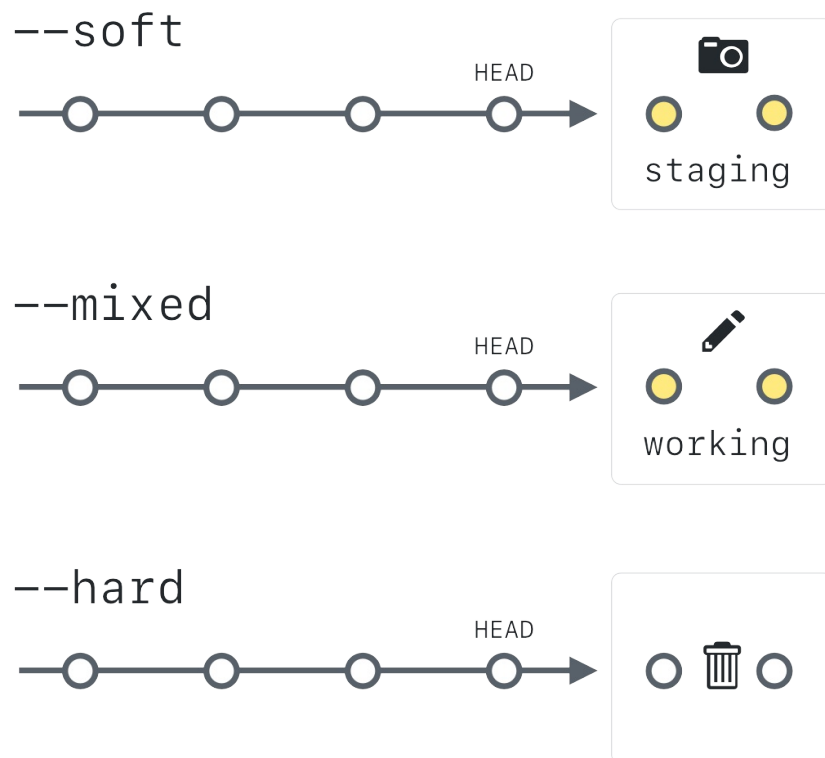 --soft
HEAD
staging
--mixed
HEAD
working
--hard
HEAD